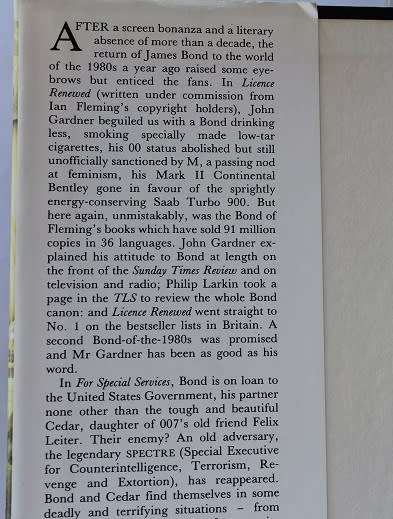 AFTER a screen bonanza and a literary
absence of more than a decade, the
return of James Bond to the world
of the 1980s a year ago raised some eye-
brows but enticed the fans. In Licence
Renewed (written under commission from
Ian Fleming's copyright holders), John
Gardner beguiled us with a Bond drinking
less, smoking specially made low-tar
cigarettes, his 00 status abolished but still
unofficially sanctioned by M, a passing nod
at feminism, his Mark II Continental
Bentley gone in favour of the sprightly
energy-conserving Saab Turbo 900. But
here again, unmistakably, was the Bond of
Fleming's books which have sold 91 million
copies in 36 languages. John Gardner ex-
plained his attitude to Bond at length on
the front of the Sunday Times Review and on
television and radio; Philip Larkin took a
page in the TLS to review the whole Bond
canon: and Licence Renewed went straight to
No. 1 on the bestseller lists in Britain. A
second Bond-of-the-1980s was promised
and Mr Gardner has been as good as his
word.
In For Special Services, Bond is on loan to
the United States Government, his partner
none other than the tough and beautiful
Cedar, daughter of 007's old friend Felix
Leiter. Their enemy? An old adversary,
the legendary SPECTRE (Special Executive
for Counterintelligence, Terrorism, Re-
venge and Extortion), has reappeared.
Bond and Cedar find themselves in some
deadly and terrifying situations – from